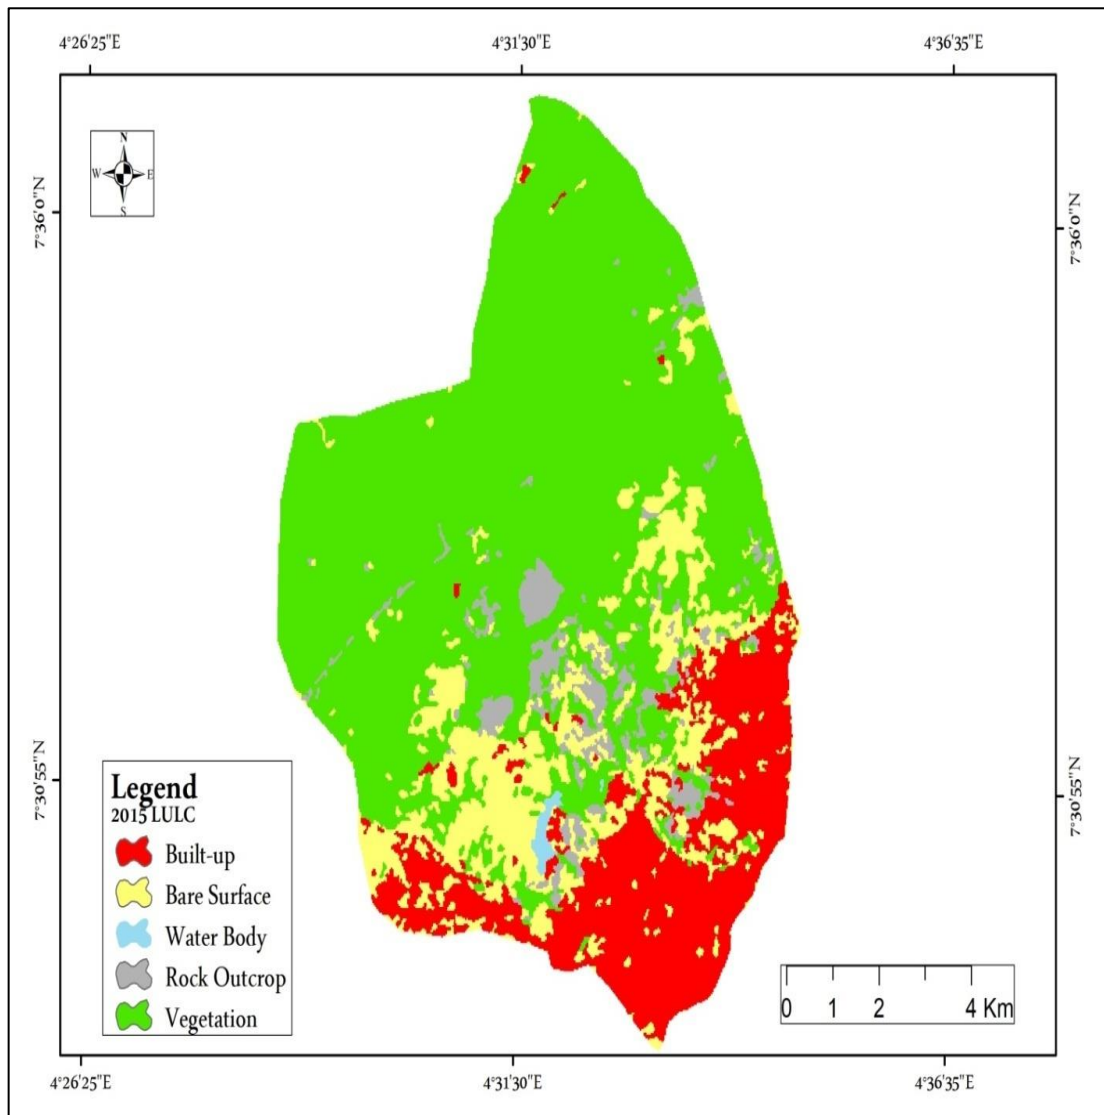 4°26'25"E 4°31'30"E 4°36'35"E
N
W E
S
7°36'0"N 7°36'0"N
7°30'55"N 7°30'55"N
Legend
2015 LULC
Built-up
Bare Surface
Water Body
Rock Outcrop
Vegetation
0 1 2 4 Km
4°26'25"E 4°31'30"E 4°36'35"E